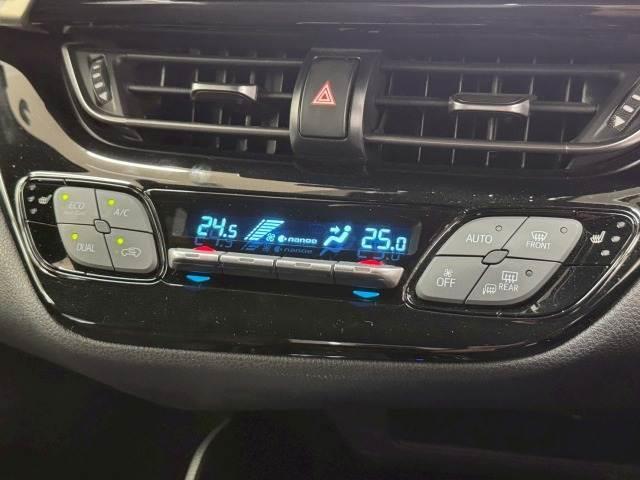 ECO
A/C
DUAL
24.5
nanoe
25.0
AUTO
FRONT
OFF
REAR